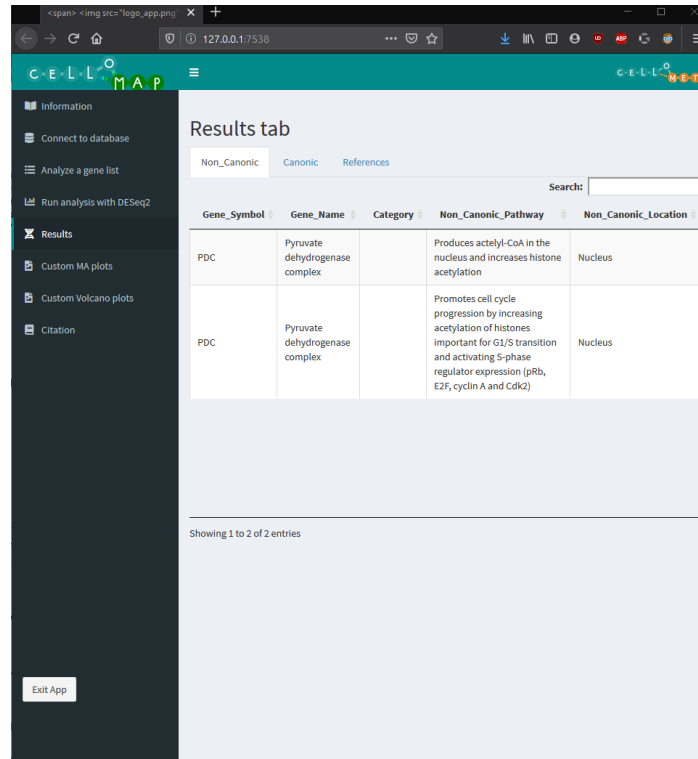 <span> <img src="logo_app.png"
127.0.0.1:7538
C·E·L·L MAP
C-E-L-L MET
Information
Connect to database
Analyze a gene list
Run analysis with DESeq2
Results
Custom MA plots
Custom Volcano plots
Citation
Exit App
Results tab
Non_Canonic Canonic References
Search:
Gene_Symbol Gene_Name Category Non_Canonic_Pathway Non_Canonic_Location
PDC
Pyruvate
dehydrogenase
complex
Produces actelyl-CoA in the
nucleus and increases histone
acetylation
Nucleus
PDC
Pyruvate
dehydrogenase
complex
Promotes cell cycle
progression by increasing
acetylation of histones
important for G1/S transition
and activating S-phase
regulator expression (pRb,
E2F, cyclin A and Cdk2)
Nucleus
Showing 1 to 2 of 2 entries